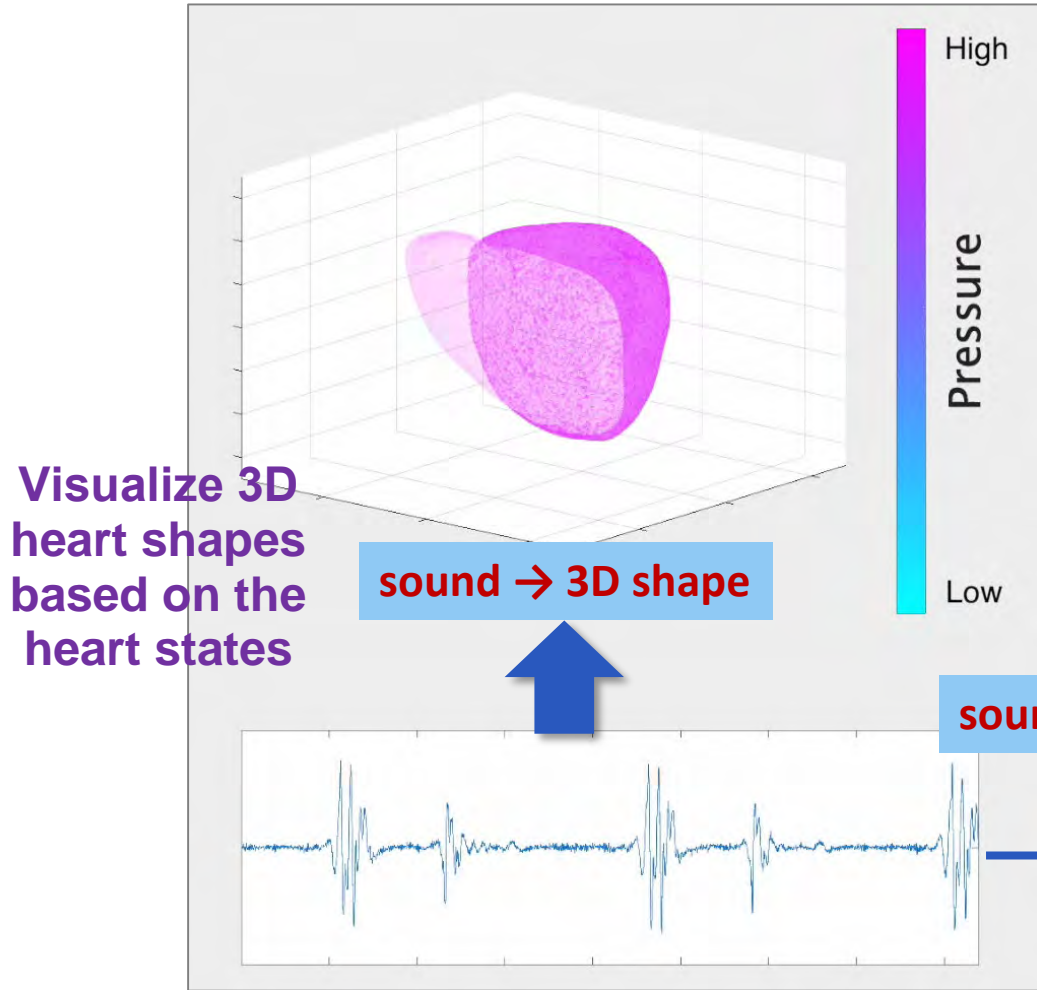 High
Pressure
Low
Visualize 3D
heart shapes
based on the
heart states
sound → 3D shape